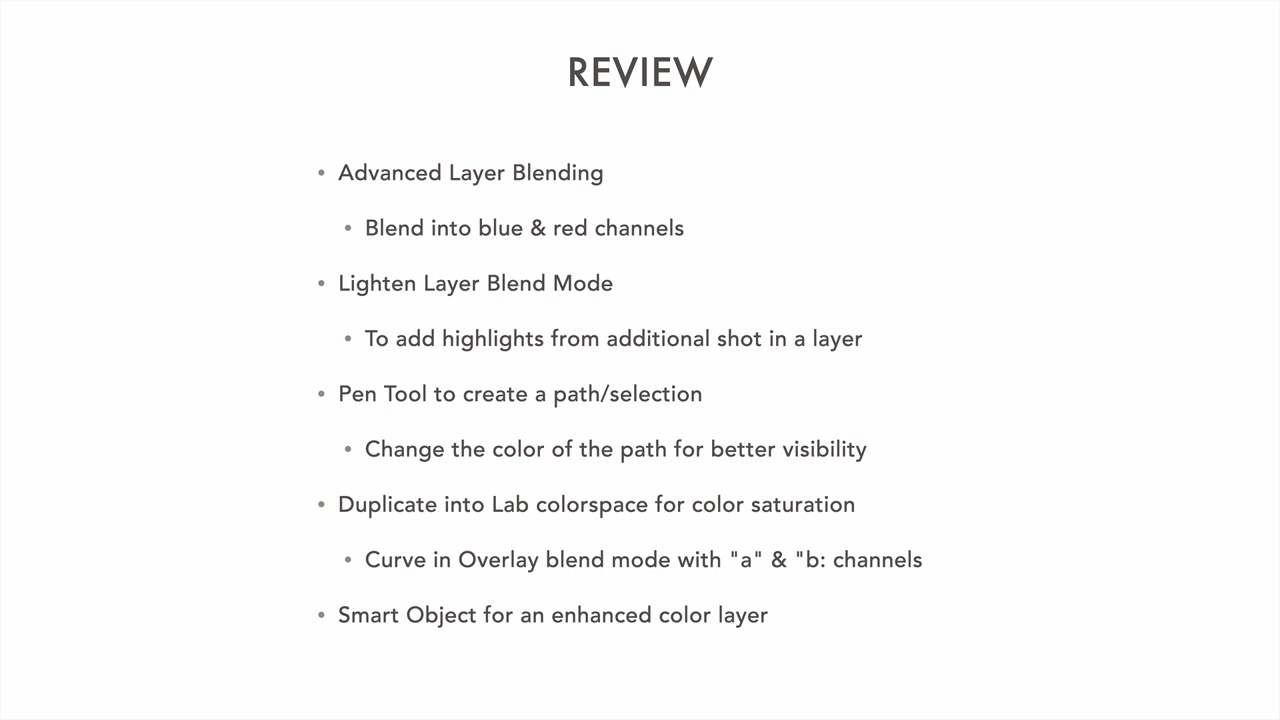 REVIEW
• Advanced Layer Blending
• Blend into blue & red channels
• Lighten Layer Blend Mode
• To add highlights from additional shot in a layer
• Pen Tool to create a path/selection
• Change the color of the path for better visibility
• Duplicate into Lab colorspace for color saturation
• Curve in Overlay blend mode with "a" & "b: channels
• Smart Object for an enhanced color layer